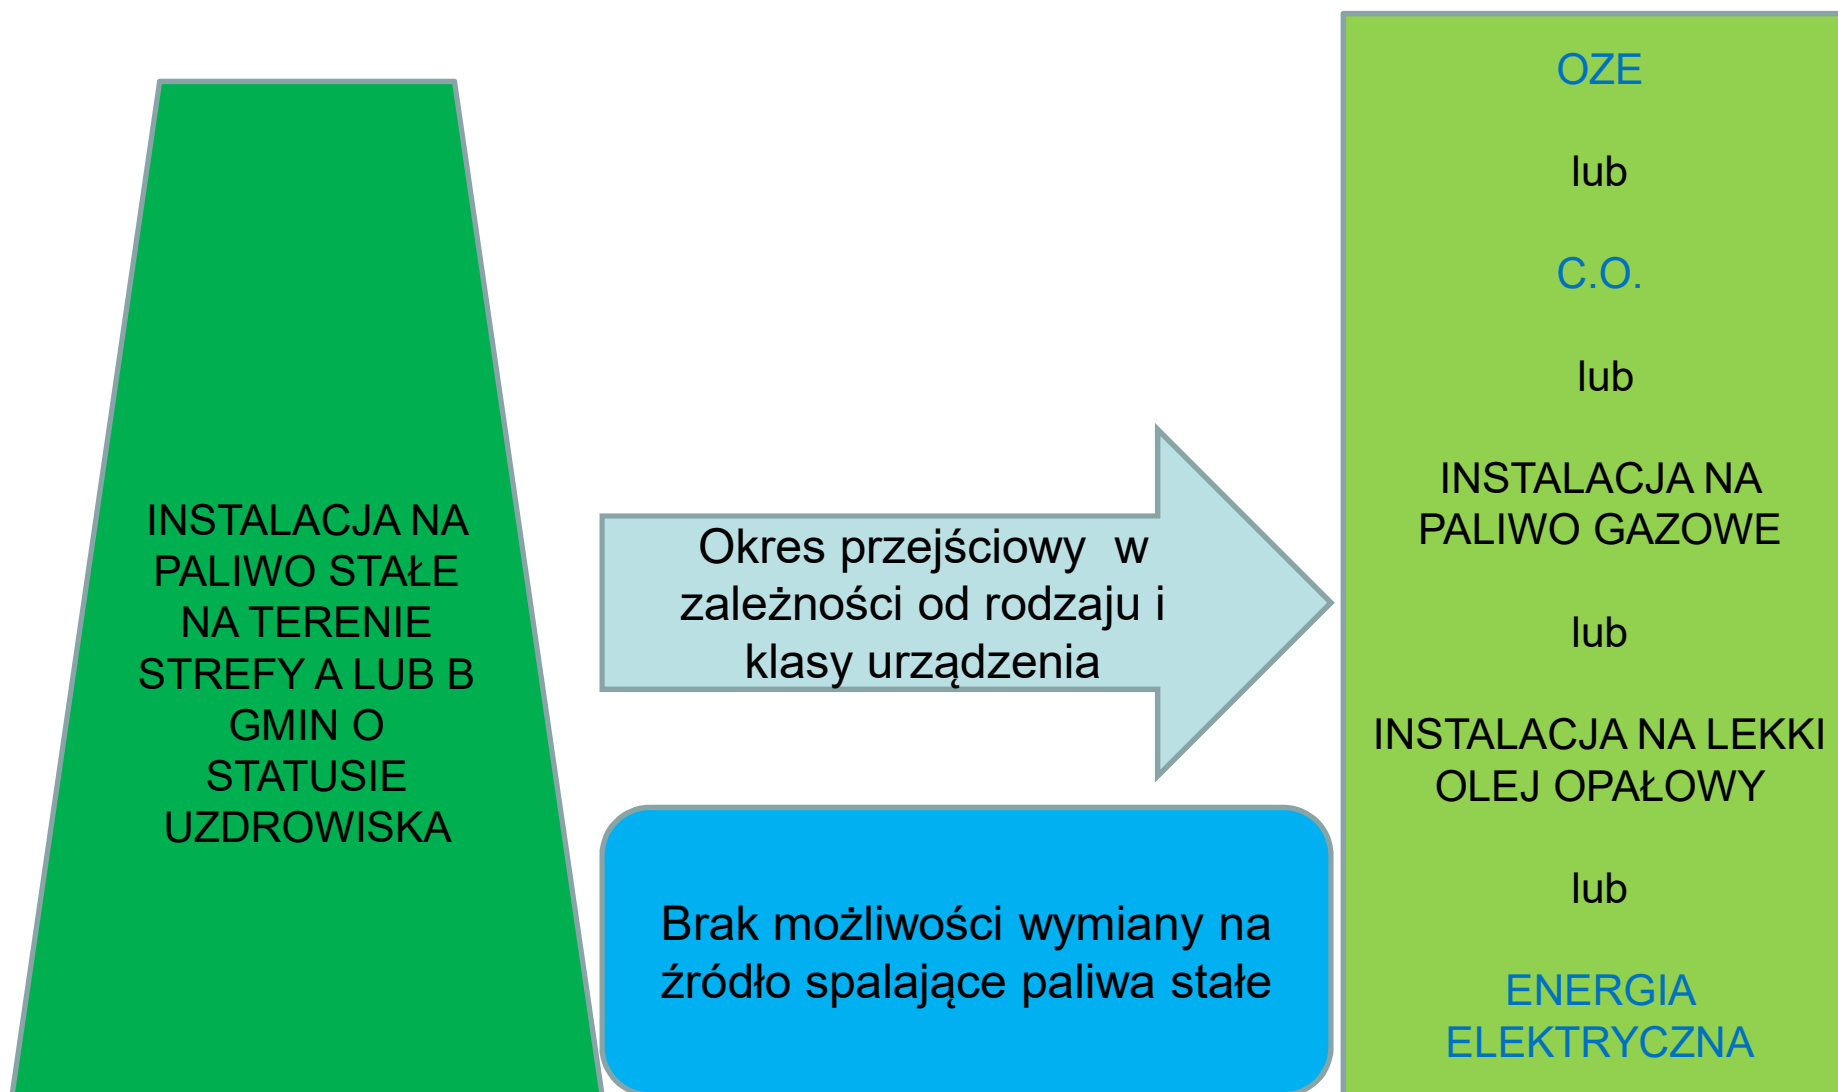 INSTALACJA NA
PALIWO STAŁE
NA TERENIE
STREFY A LUB B
GMIN O
STATUSIE
UZDROWISKA
Okres przejściowy w
zależności od rodzaju i
klasy urządzenia
Brak możliwości wymiany na
źródło spalające paliwa stałe
OZE
lub
C.O.
lub
INSTALACJA NA
PALIWO GAZOWE
lub
INSTALACJA NA LEKKI
OLEJ OPAŁOWY
lub
ENERGIA
ELEKTRYCZNA